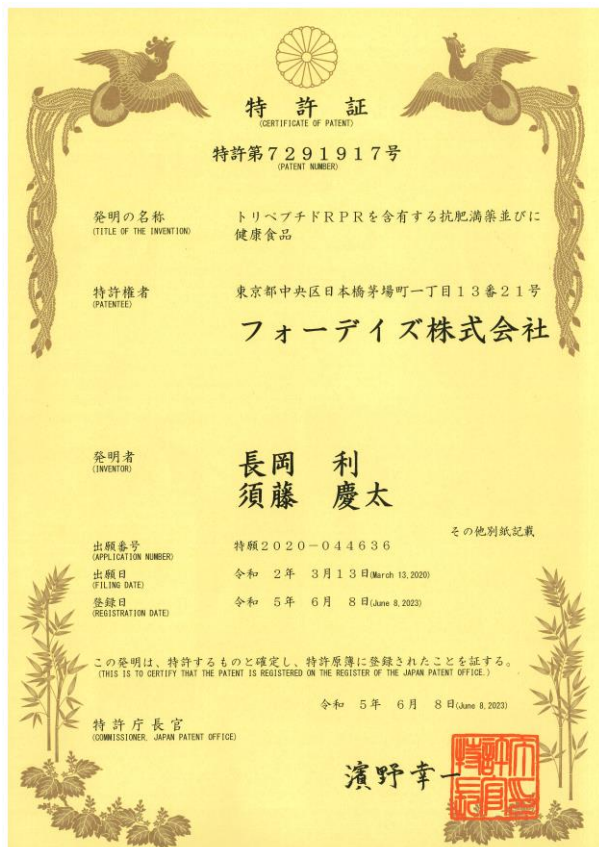 特許証
(CERTIFICATE OF PATENT)
特許第7291917号
(PATENT NUMBER)
発明の名称
(TITLE OF THE INVENTION)
トリペプチドRPRを含有する抗肥満薬並びに
健康食品
特許権者
(PATENTEE)
東京都中央区日本橋茅場町一丁目13番21号
フォーデイズ株式会社
発明者
(INVENTOR)
長岡 利
須藤 慶太
その他別紙記載
出願番号
(APPLICATION NUMBER)
特願2020-044636
出願日
(FILING DATE)
令和 2年 3月13日(March 13,2020)
登録日
(REGISTRATION DATE)
令和 5年 6月 8日(June 8,2023)
この発明は、特許するものと確定し、特許原簿に登録されたことを証する。
(THIS IS TO CERTIFY THAT THE PATENT IS REGISTERED ON THE REGISTER OF THE JAPAN PATENT OFFICE.)
令和 5年 6月 8日(June 8,2023)
特許庁長官
(COMMISSIONER, JAPAN PATENT OFFICE)
濱野幸一